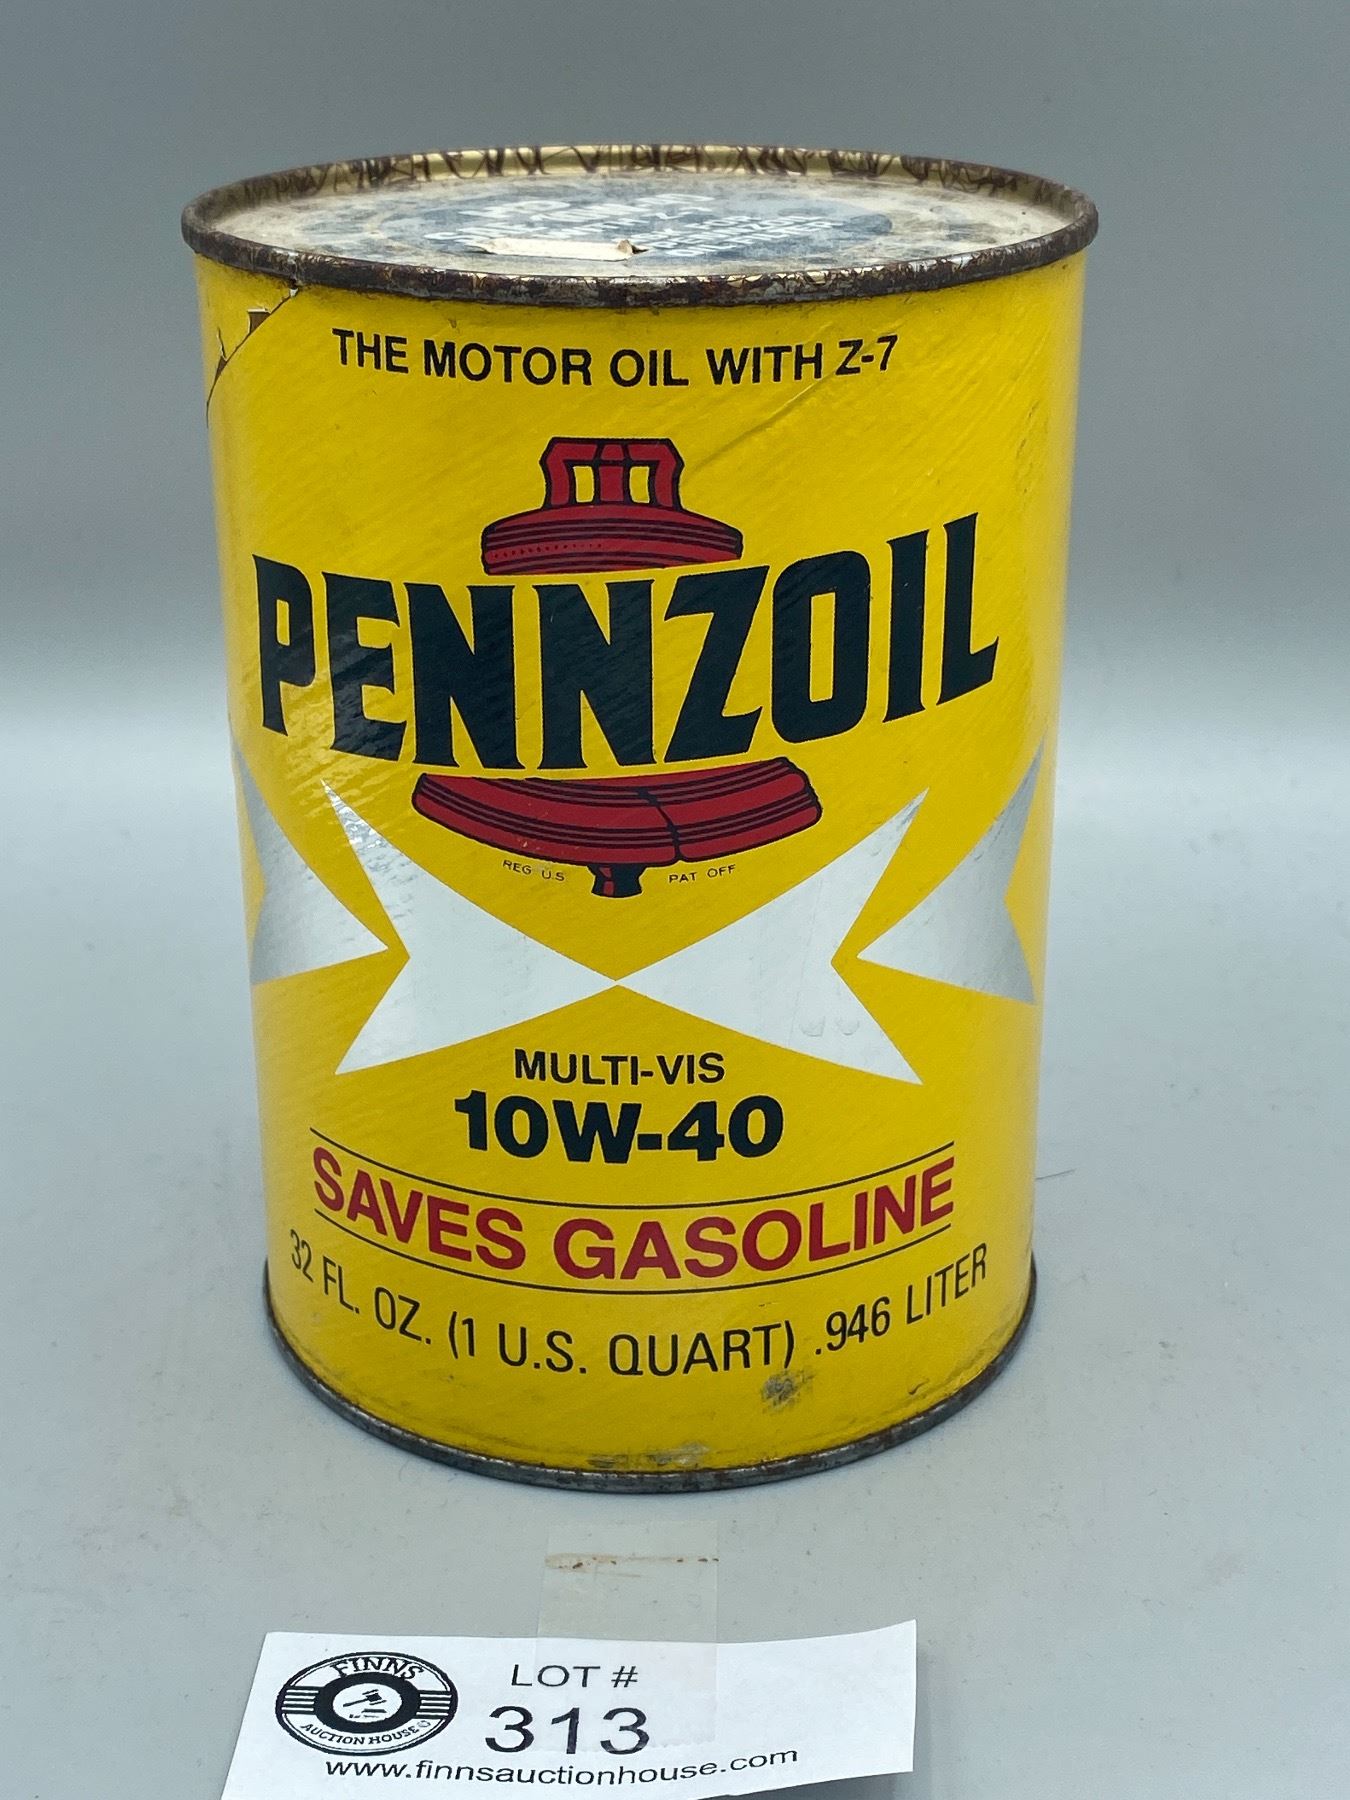 THE MOTOR OIL WITH Z-7
PENNZOIL
REG U.S PAT OFF
MULTI-VIS
10W-40
SAVES GASOLINE
32 FL. OZ. (1 U.S. QUART) .946 LITER
FINNS
AUCTION HOUSE
LOT #
313
www.finnsauctionhouse.com